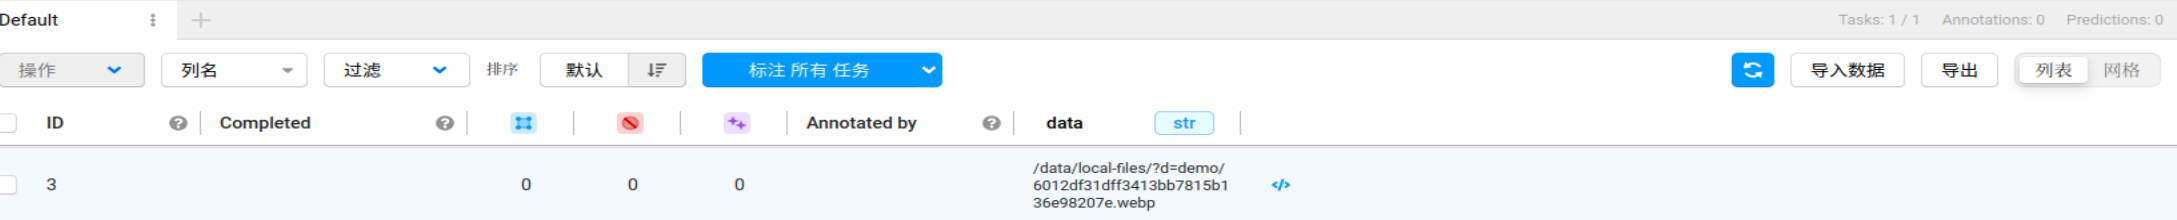 Default
Tasks: 1 / 1 Annotations: 0 Predictions: 0
操作 列名 过滤 排序 默认 标注 所有 任务 导入数据 导出 列表 网格
ID Completed Annotated by data str
3 0 0 0 /data/local-files/?d=demo/
6012df31dff3413bb7815b1
36e98207e.webp